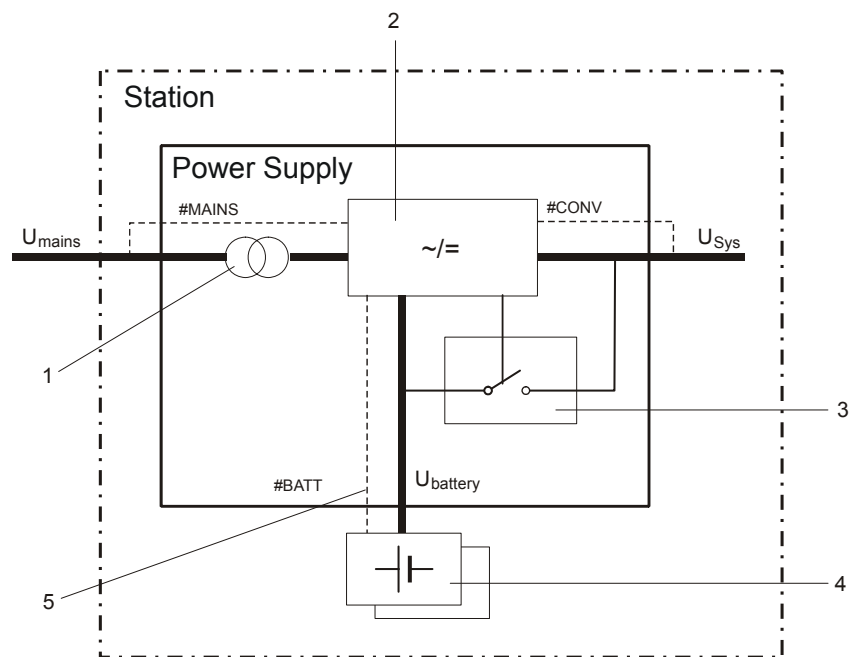 2
Station
Power Supply
#MAINS
#CONV
Umains
~/=
USys
1
3
#BATT
Ubattery
5
4